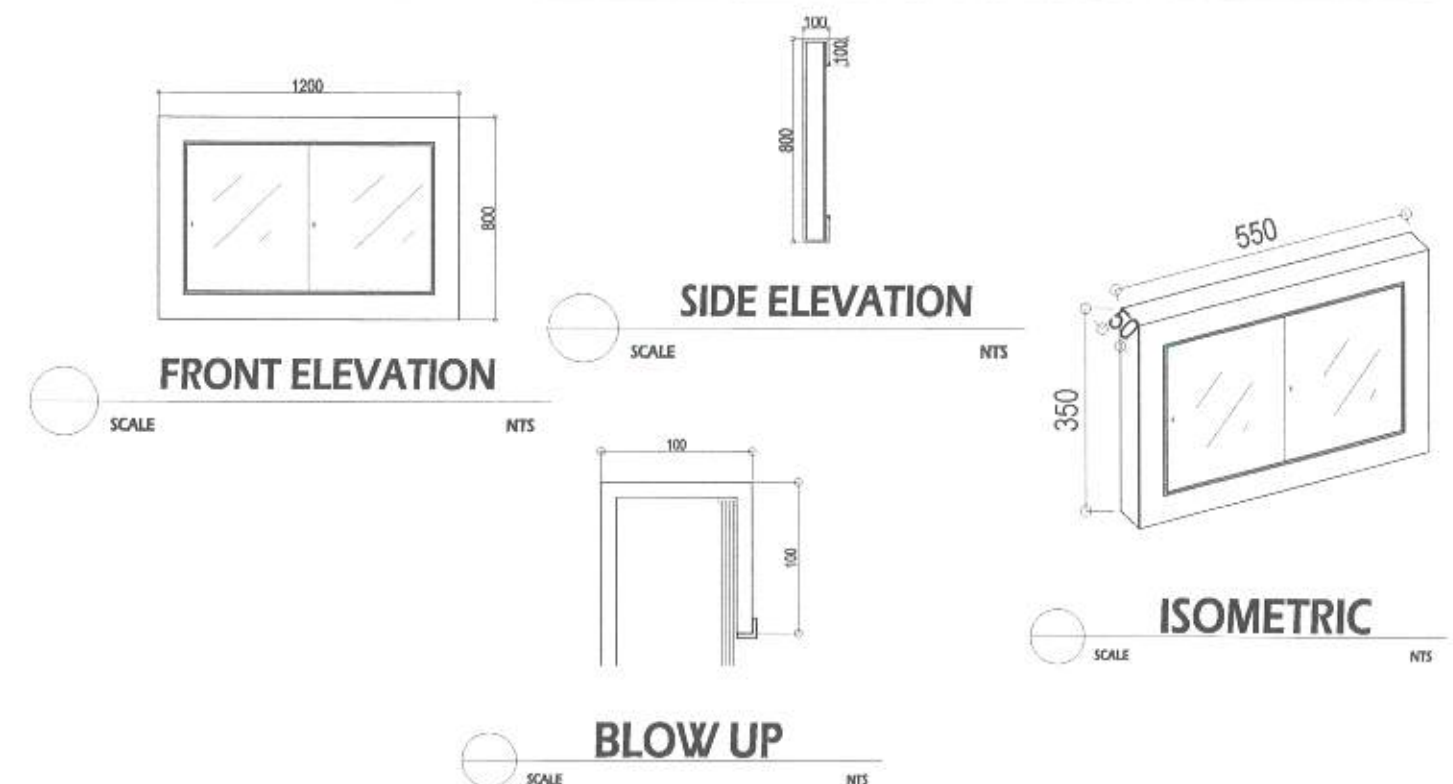 1200
800
FRONT ELEVATION
SCALE NTS
100
100
800
SIDE ELEVATION
SCALE NTS
100
100
BLOW UP
SCALE NTS
550
350
ISOMETRIC
SCALE NTS